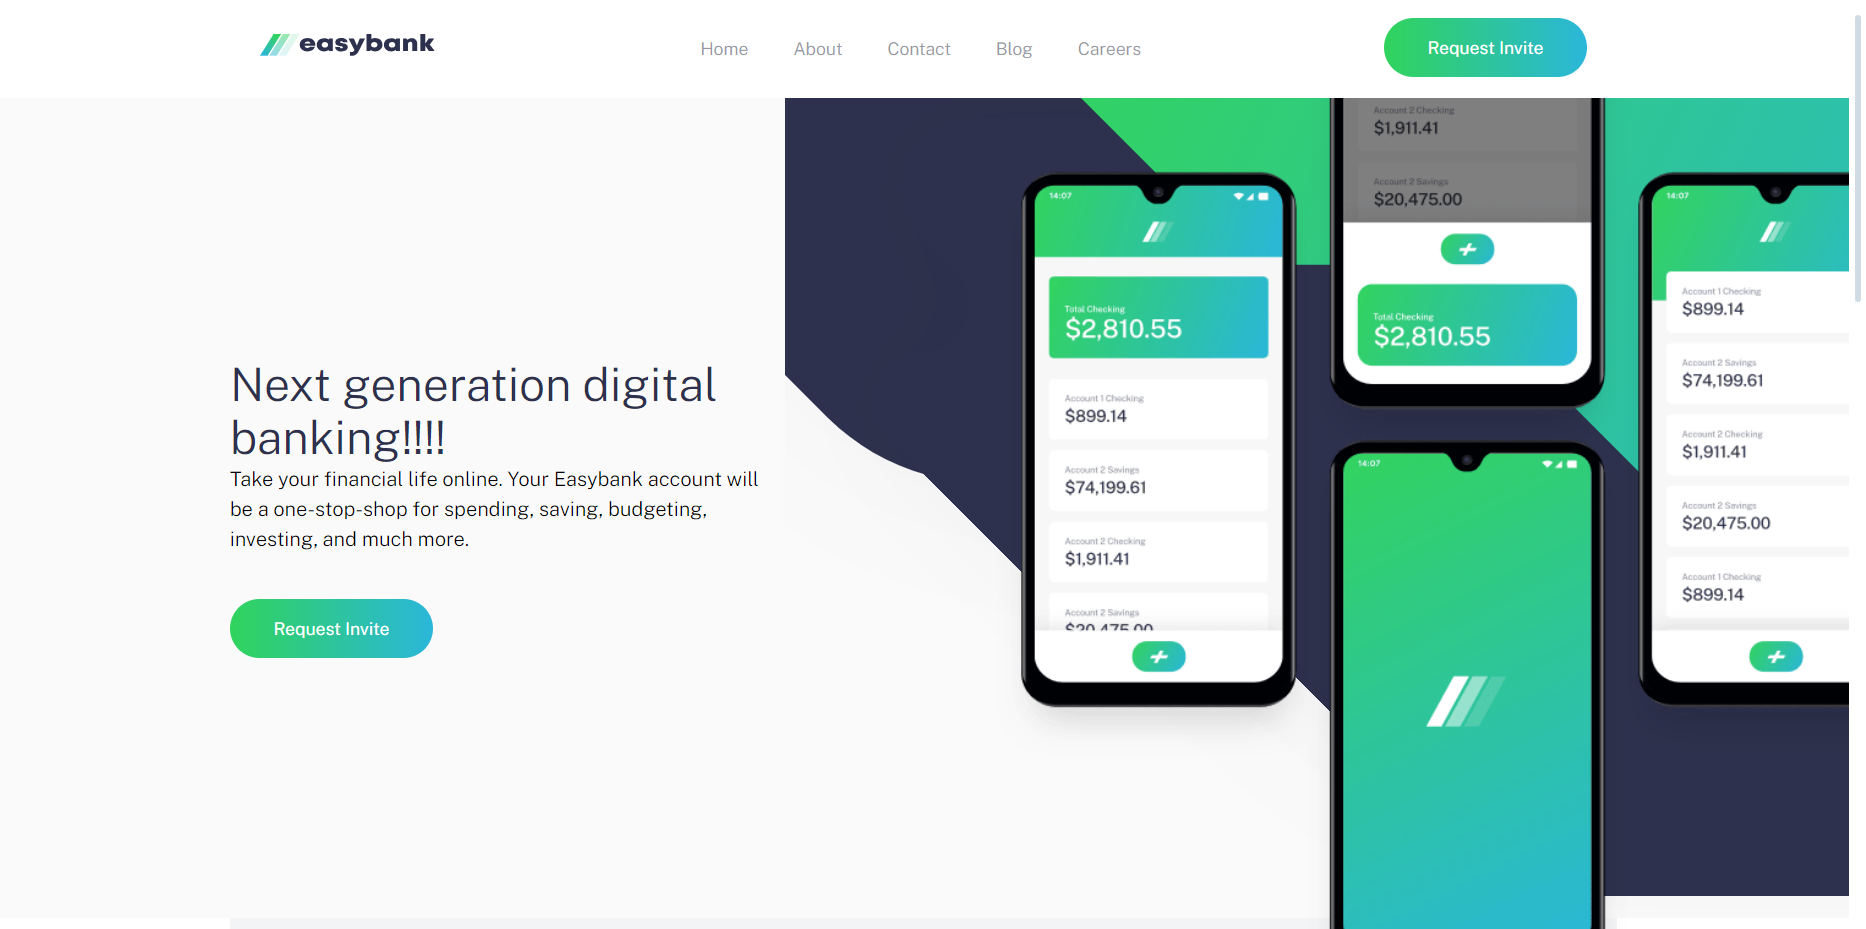 easybank
Home
About
Contact
Blog
Careers
Request Invite
Next generation digital
banking!!!!
Take your financial life online. Your Easybank account will
be a one-stop-shop for spending, saving, budgeting,
investing, and much more.
Request Invite
14:07
Total Checking
$2,810.55
Account 1 Checking
$899.14
Account 2 Savings
$74,199.61
Account 2 Checking
$1,911.41
Account 2 Savings
$20,475.00
Account 2 Checking
$1,911.41
Account 2 Savings
$20,475.00
Total Checking
$2,810.55
14:07
14:07
Account 1 Checking
$899.14
Account 2 Savings
$74,199.61
Account 2 Checking
$1,911.41
Account 2 Savings
$20,475.00
Account 1 Checking
$899.14